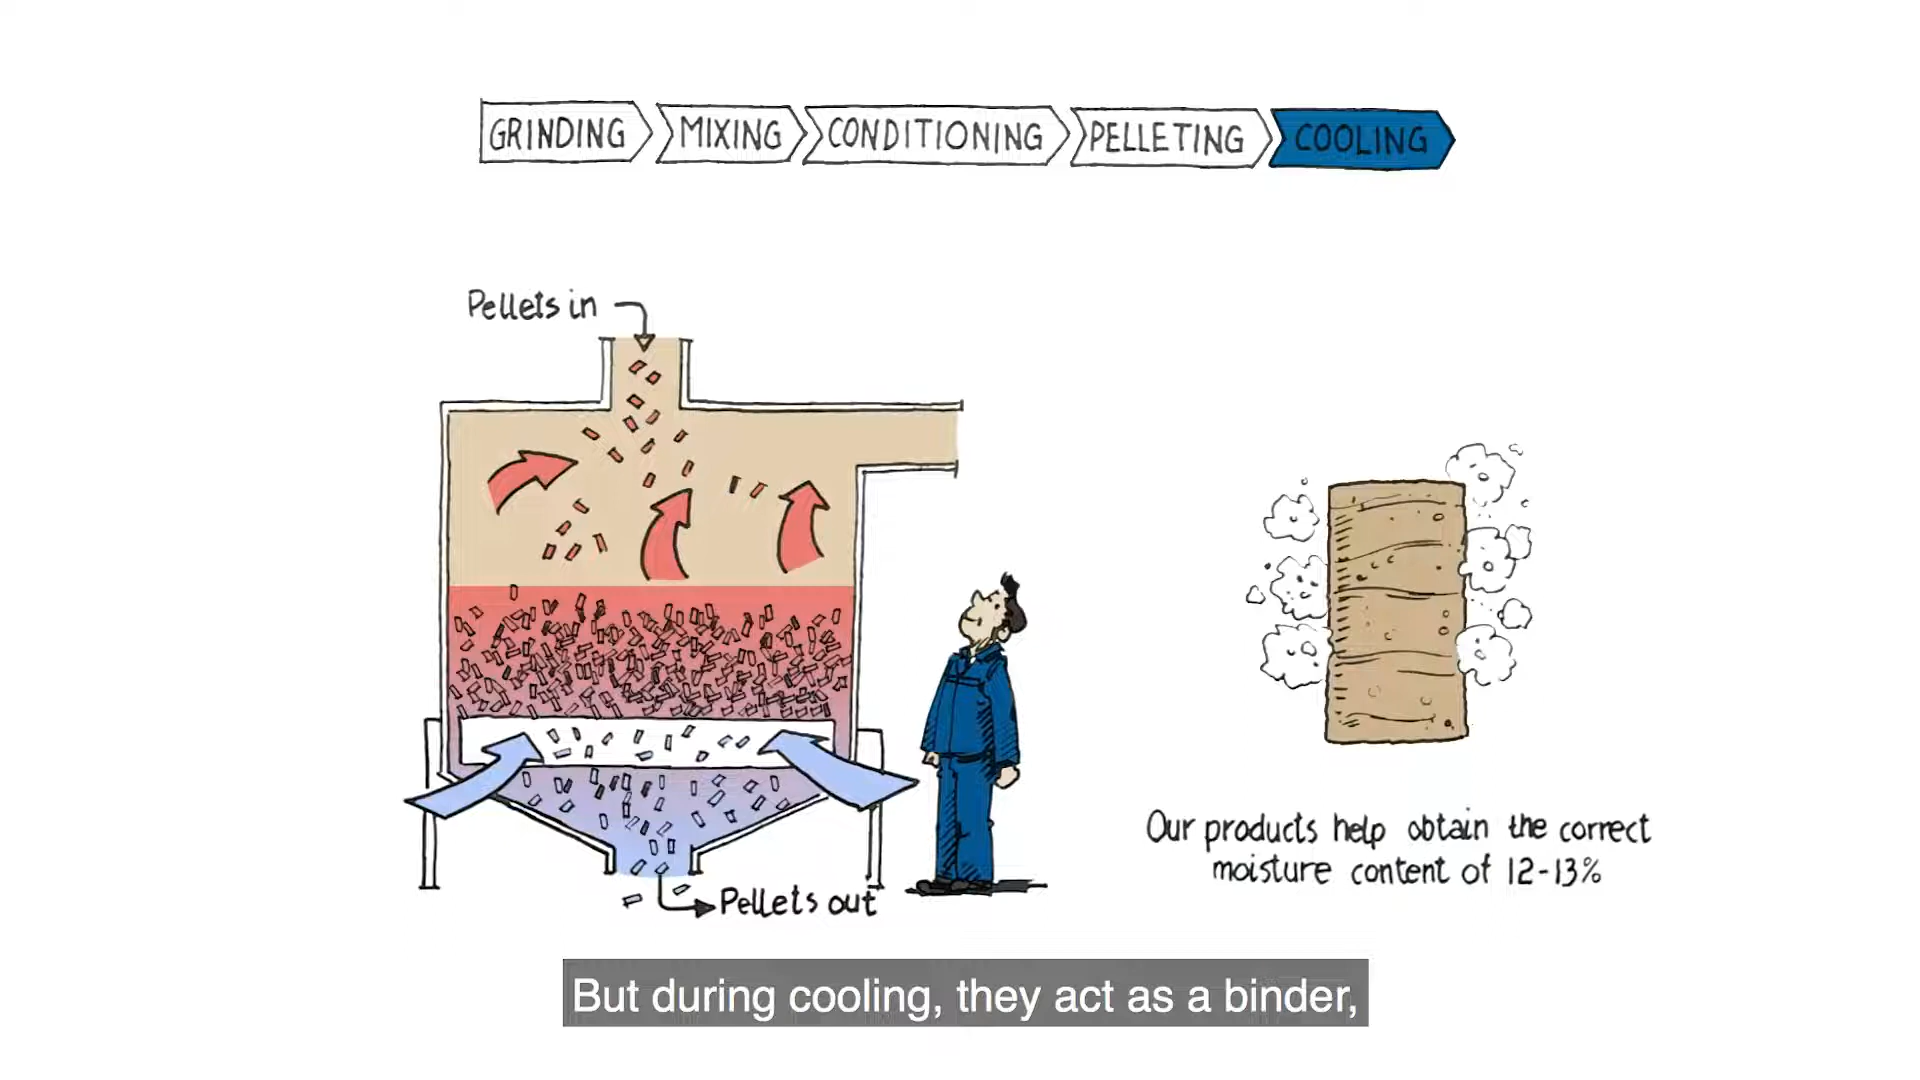 GRINDING MIXING CONDITIONING PELLETING COOLING
Pellets in
Pellets out
Our products help obtain the correct
moisture content of 12-13%
But during cooling, they act as a binder,